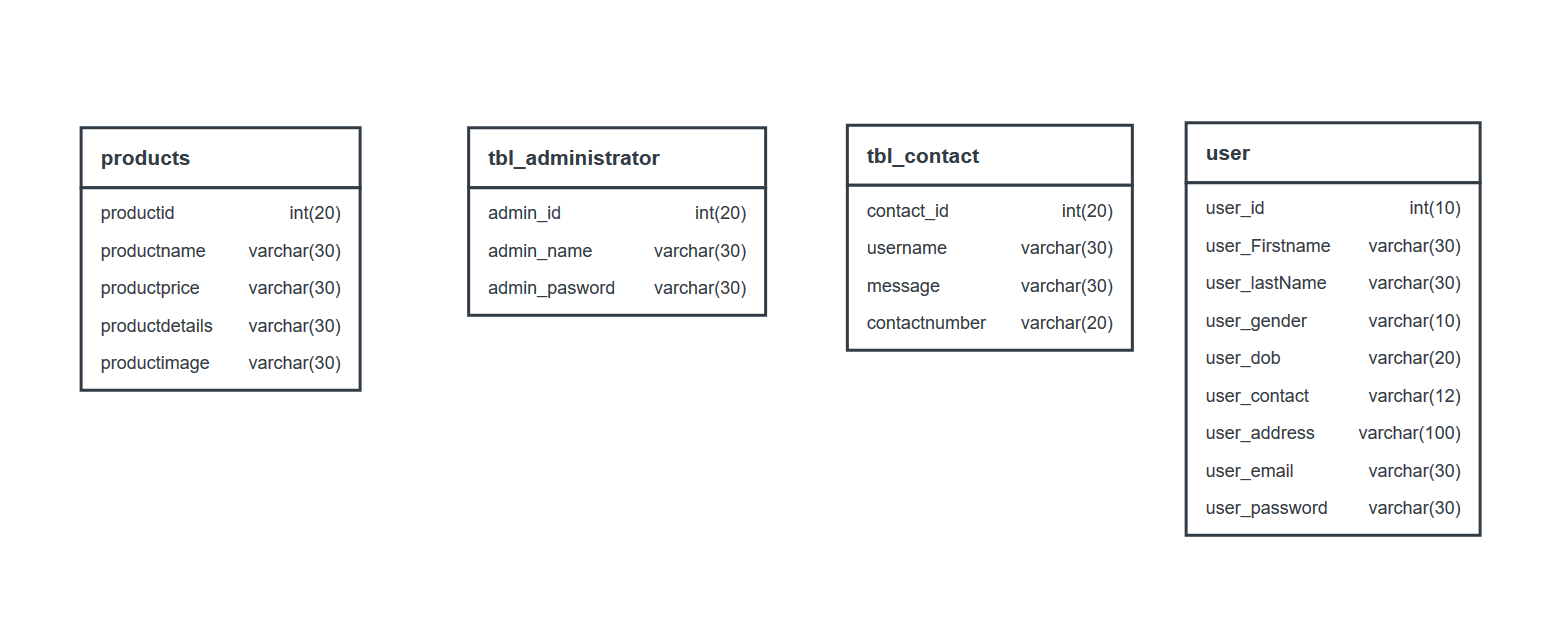 products
productid int(20)
productname varchar(30)
productprice varchar(30)
productdetails varchar(30)
productimage varchar(30)
tbl_administrator
admin_id int(20)
admin_name varchar(30)
admin_pasword varchar(30)
tbl_contact
contact_id int(20)
username varchar(30)
message varchar(30)
contactnumber varchar(20)
user
user_id int(10)
user_Firstname varchar(30)
user_lastName varchar(30)
user_gender varchar(10)
user_dob varchar(20)
user_contact varchar(12)
user_address varchar(100)
user_email varchar(30)
user_password varchar(30)